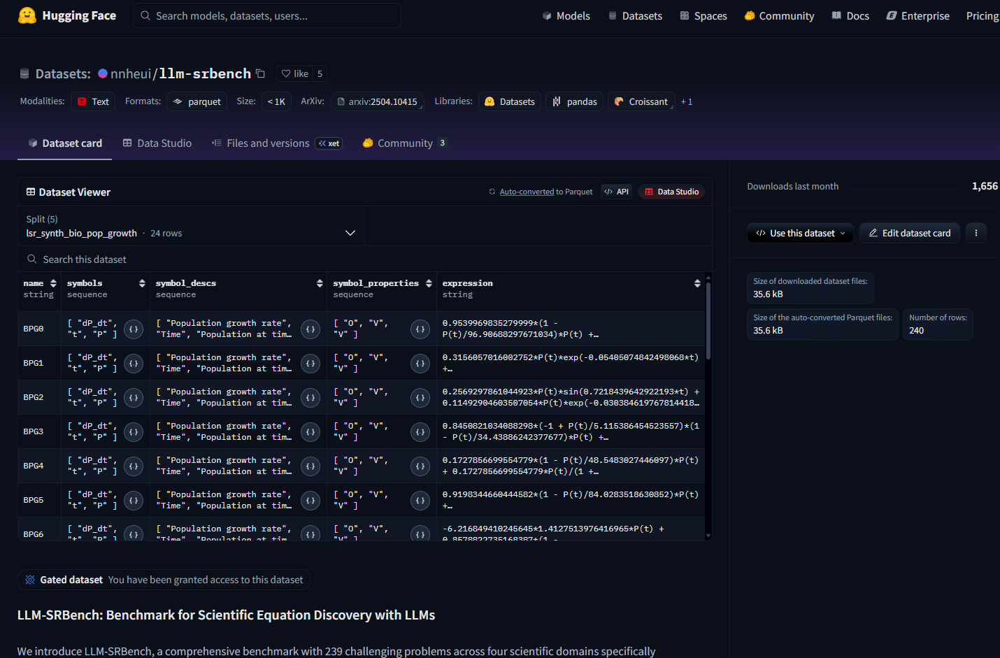 Hugging Face
Search models, datasets, users...
Models
Datasets
Spaces
Community
Docs
Enterprise
Pricing
Datasets: nnheui/llm-srbench
like 5
Modalities: Text Formats: parquet Size: < 1K ArXiv: arxiv:2504.10415 Libraries: Datasets pandas Croissant + 1
Dataset card
Data Studio
Files and versions xet
Community 3
Dataset Viewer
Auto-converted to Parquet
API
Data Studio
Split (5)
lsr_synth_bio_pop_growth · 24 rows
Search this dataset
name
string
symbols
sequence
symbol_descs
sequence
symbol_properties
sequence
expression
string
BPG0
[ "dP_dt",
"t", "P" ]
{}
[ "Population growth rate",
"Time", "Population at tim…
{}
[ "O", "V",
"V" ]
{}
0.9539969835279999*(1 -
P(t)/96.90688297671034)*P(t) +…
BPG1
[ "dP_dt",
"t", "P" ]
{}
[ "Population growth rate",
"Time", "Population at tim…
{}
[ "O", "V",
"V" ]
{}
0.3156057016002752*P(t)*exp(-0.05405074842498068*t)
+…
BPG2
[ "dP_dt",
"t", "P" ]
{}
[ "Population growth rate",
"Time", "Population at tim…
{}
[ "O", "V",
"V" ]
{}
0.2569297861044923*P(t)*sin(0.7218439642922193*t) +
0.11492904603507054*P(t)*exp(-0.030384619767814418…
BPG3
[ "dP_dt",
"t", "P" ]
{}
[ "Population growth rate",
"Time", "Population at tim…
{}
[ "O", "V",
"V" ]
{}
0.8450821034088298*(-1 + P(t)/5.115386454523557)*(1
- P(t)/34.43886242377677)*P(t) +…
BPG4
[ "dP_dt",
"t", "P" ]
{}
[ "Population growth rate",
"Time", "Population at tim…
{}
[ "O", "V",
"V" ]
{}
0.1727856699554779*(1 - P(t)/48.5483027446097)*P(t)
+ 0.1727856699554779*P(t)/(1 +…
BPG5
[ "dP_dt",
"t", "P" ]
{}
[ "Population growth rate",
"Time", "Population at tim…
{}
[ "O", "V",
"V" ]
{}
0.9198344660444582*(1 - P(t)/84.0283518630852)*P(t)
+…
BPG6
[ "dP_dt",
"t", "P" ]
{}
[ "Population growth rate",
"Time", "Population at tim…
{}
[ "O", "V",
"V" ]
{}
-6.216849410245645*1.4127513976416965*P(t) +
0.8578822735168387*(1 -
Gated dataset You have been granted access to this dataset
LLM-SRBench: Benchmark for Scientific Equation Discovery with LLMs
We introduce LLM-SRBench, a comprehensive benchmark with 239 challenging problems across four scientific domains specifically
Downloads last month
1,656
Use this dataset
Edit dataset card
Size of downloaded dataset files:
35.6 kB
Size of the auto-converted Parquet files:
35.6 kB
Number of rows:
240